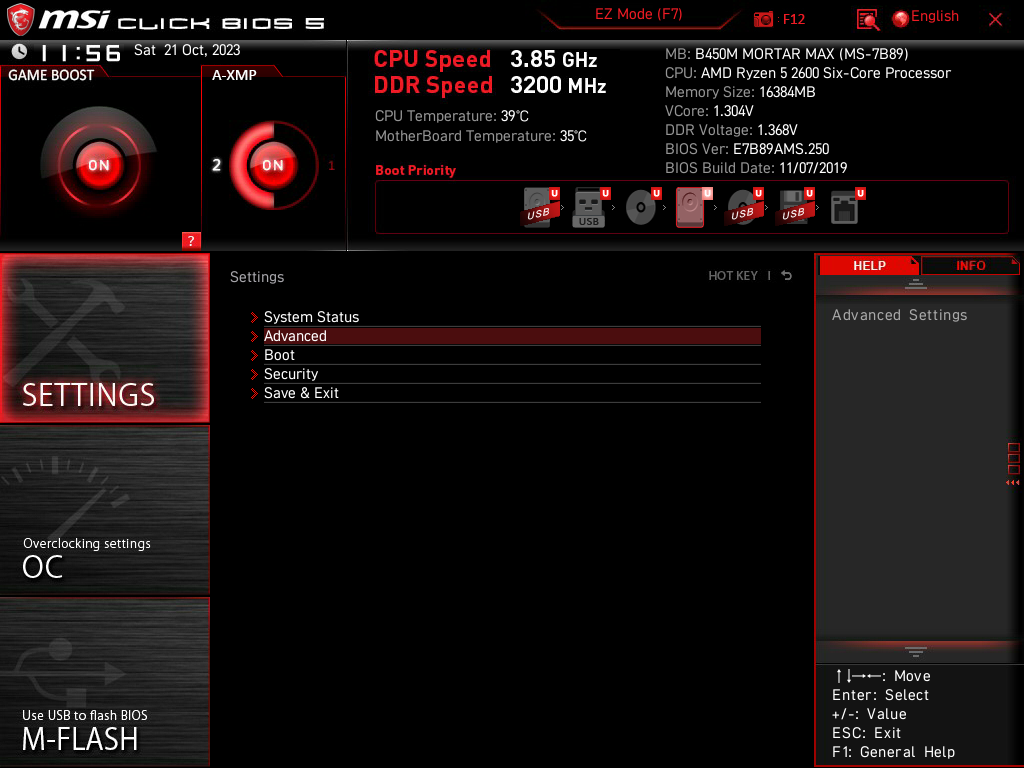 msi CLICK BIOS 5
EZ Mode (F7)
: F12
English
11:56 Sat 21 Oct, 2023
GAME BOOST
ON
?
A-XMP
2 ON 1
CPU Speed 3.85 GHz
DDR Speed 3200 MHz
CPU Temperature: 39°C
MotherBoard Temperature: 35°C
MB: B450M MORTAR MAX (MS-7B89)
CPU: AMD Ryzen 5 2600 Six-Core Processor
Memory Size: 16384MB
VCore: 1.304V
DDR Voltage: 1.368V
BIOS Ver: E7B89AMS.250
BIOS Build Date: 11/07/2019
Boot Priority
U U U U U U U
USB USB USB USB
SETTINGS
Overclocking settings
OC
Use USB to flash BIOS
M-FLASH
Settings
HOT KEY |
System Status
Advanced
Boot
Security
Save & Exit
HELP INFO
Advanced Settings
↑↓→←: Move
Enter: Select
+/-: Value
ESC: Exit
F1: General Help